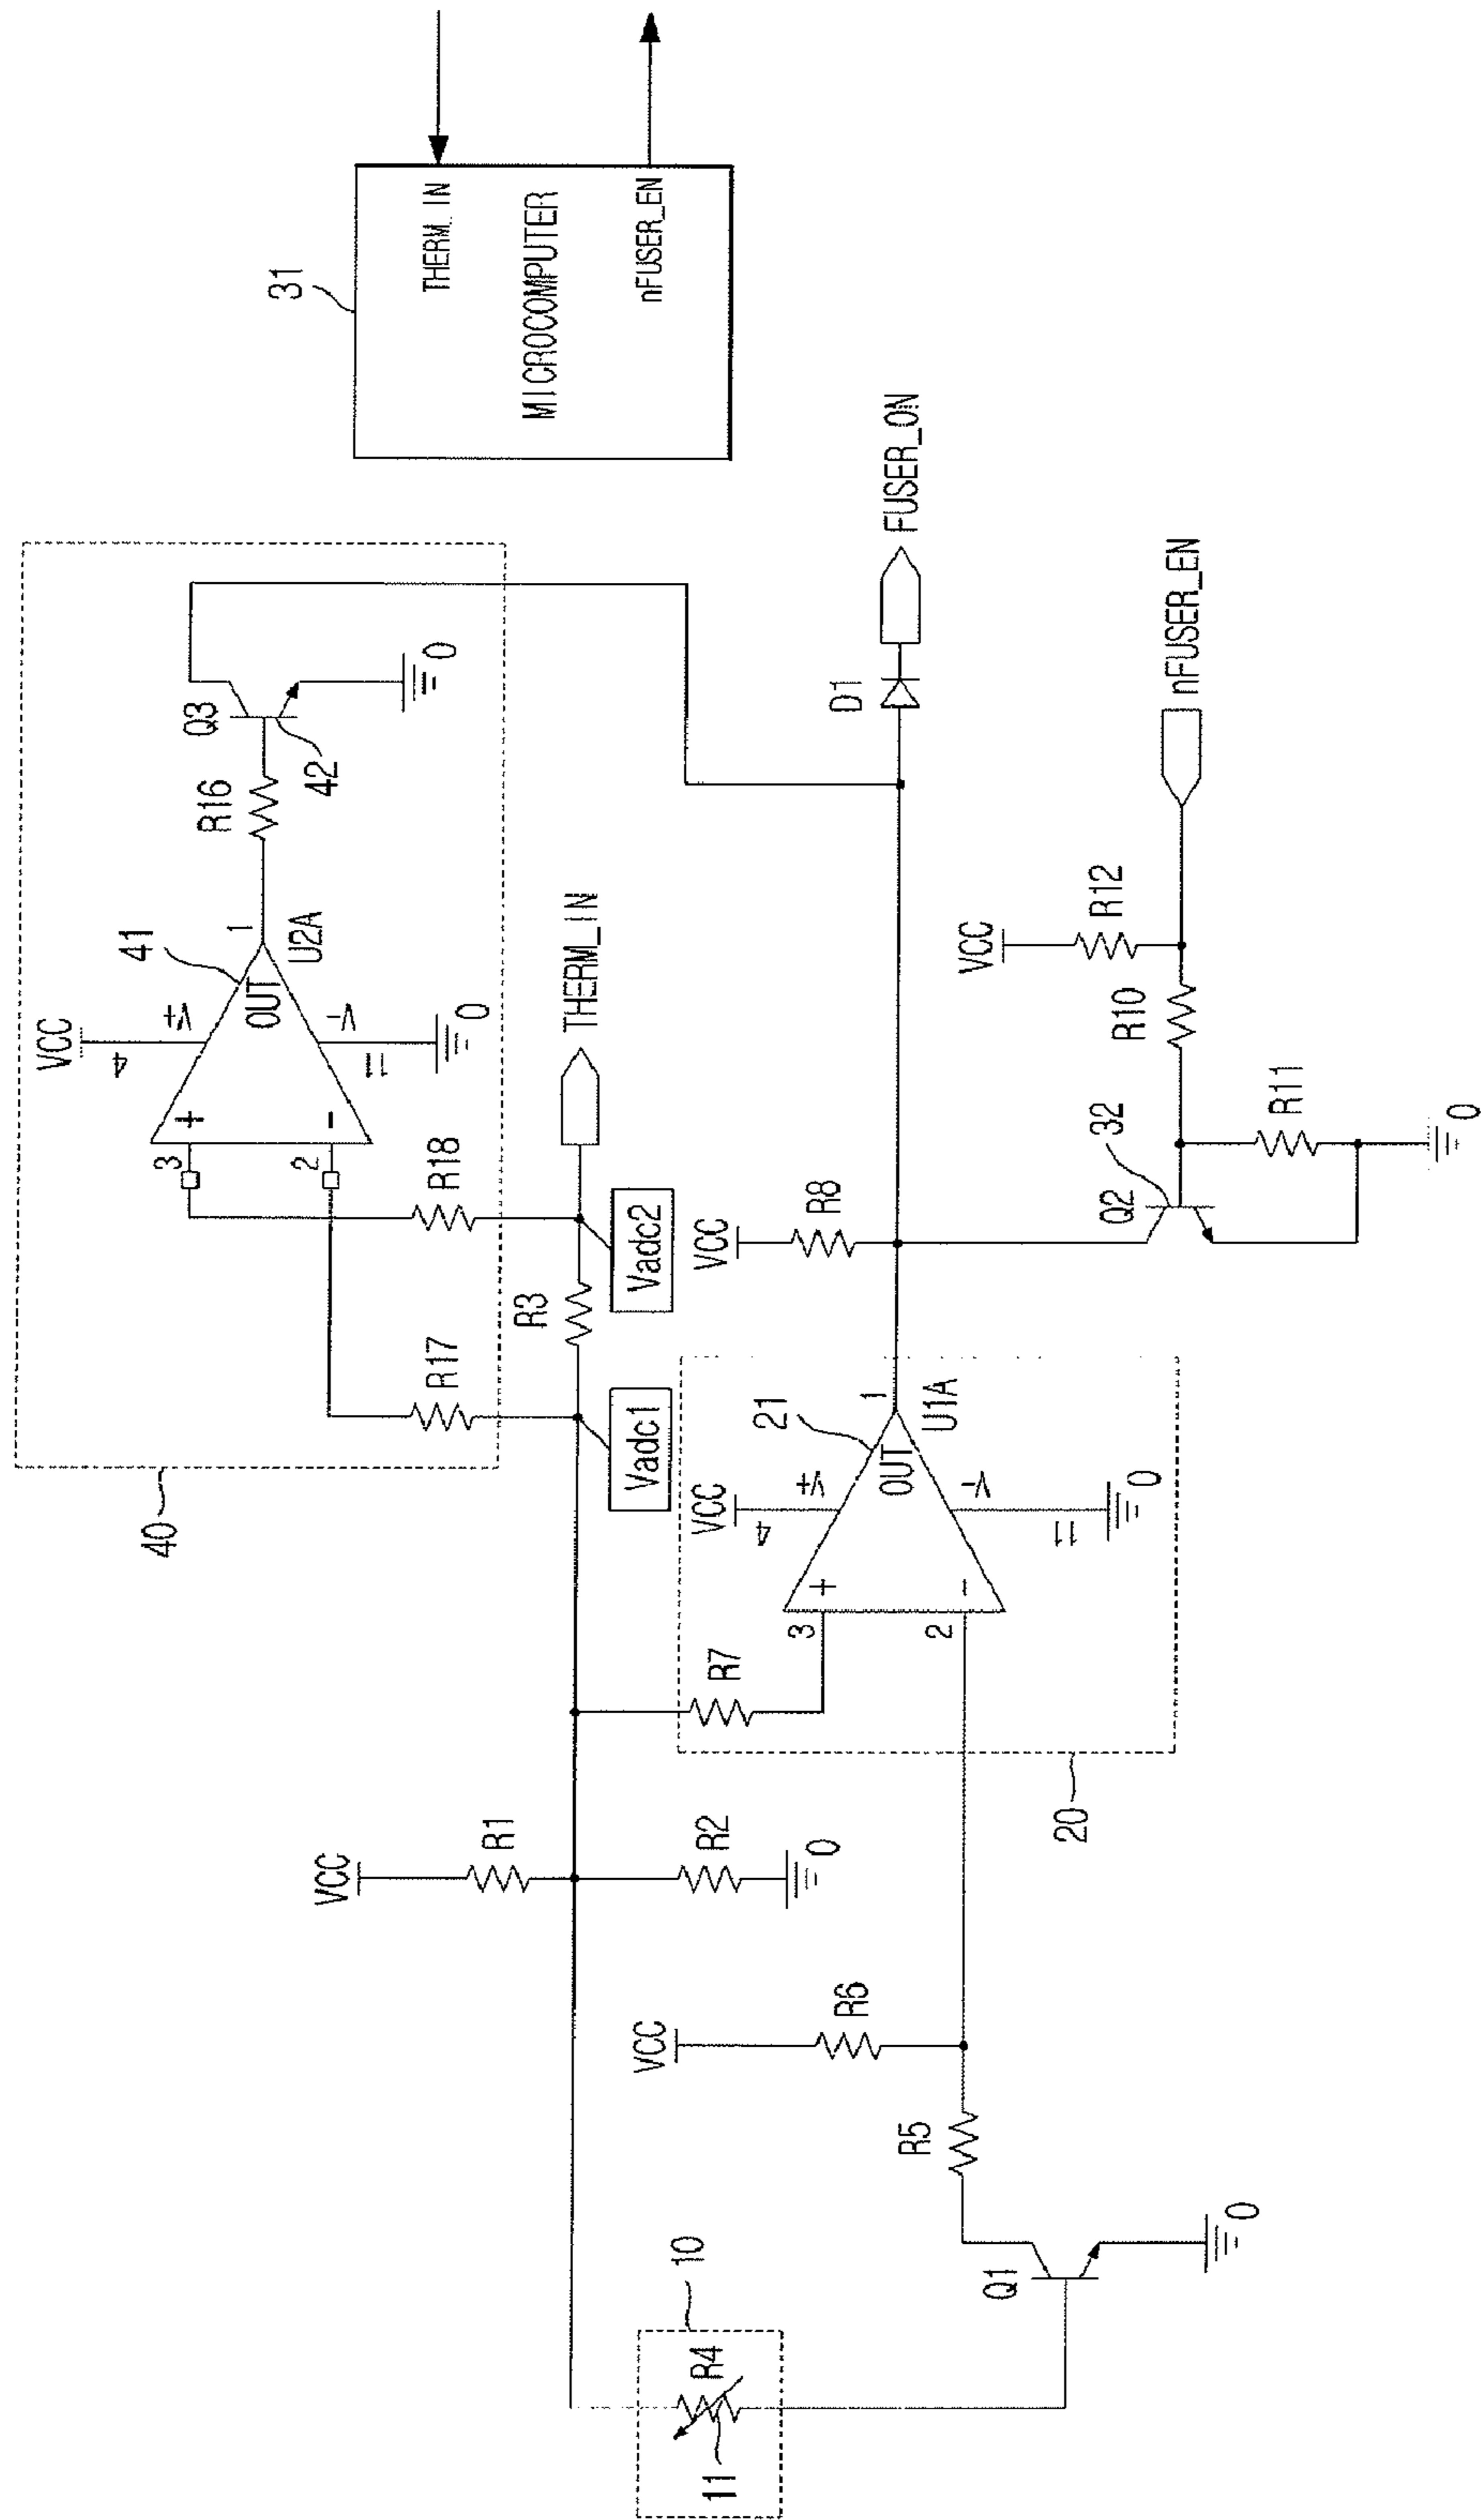 40
VCC
4
V+
41
3
+
2
-
OUT
1
V-
11
0
U2A
R16
Q3
42
0
R17
R18
31
THERM_IN
MICROCOMPUTER
nFUSER_EN
VCC
R1
R3
THERM_IN
Vadc1
Vadc2
10
R4
11
R2
0
R7
VCC
4
V+
21
3
+
2
-
OUT
1
V-
11
0
U1A
20
VCC
R8
D1
FUSER_ON
VCC
R6
R5
Q1
0
VCC
R12
R10
nFUSER_EN
32
Q2
R11
0